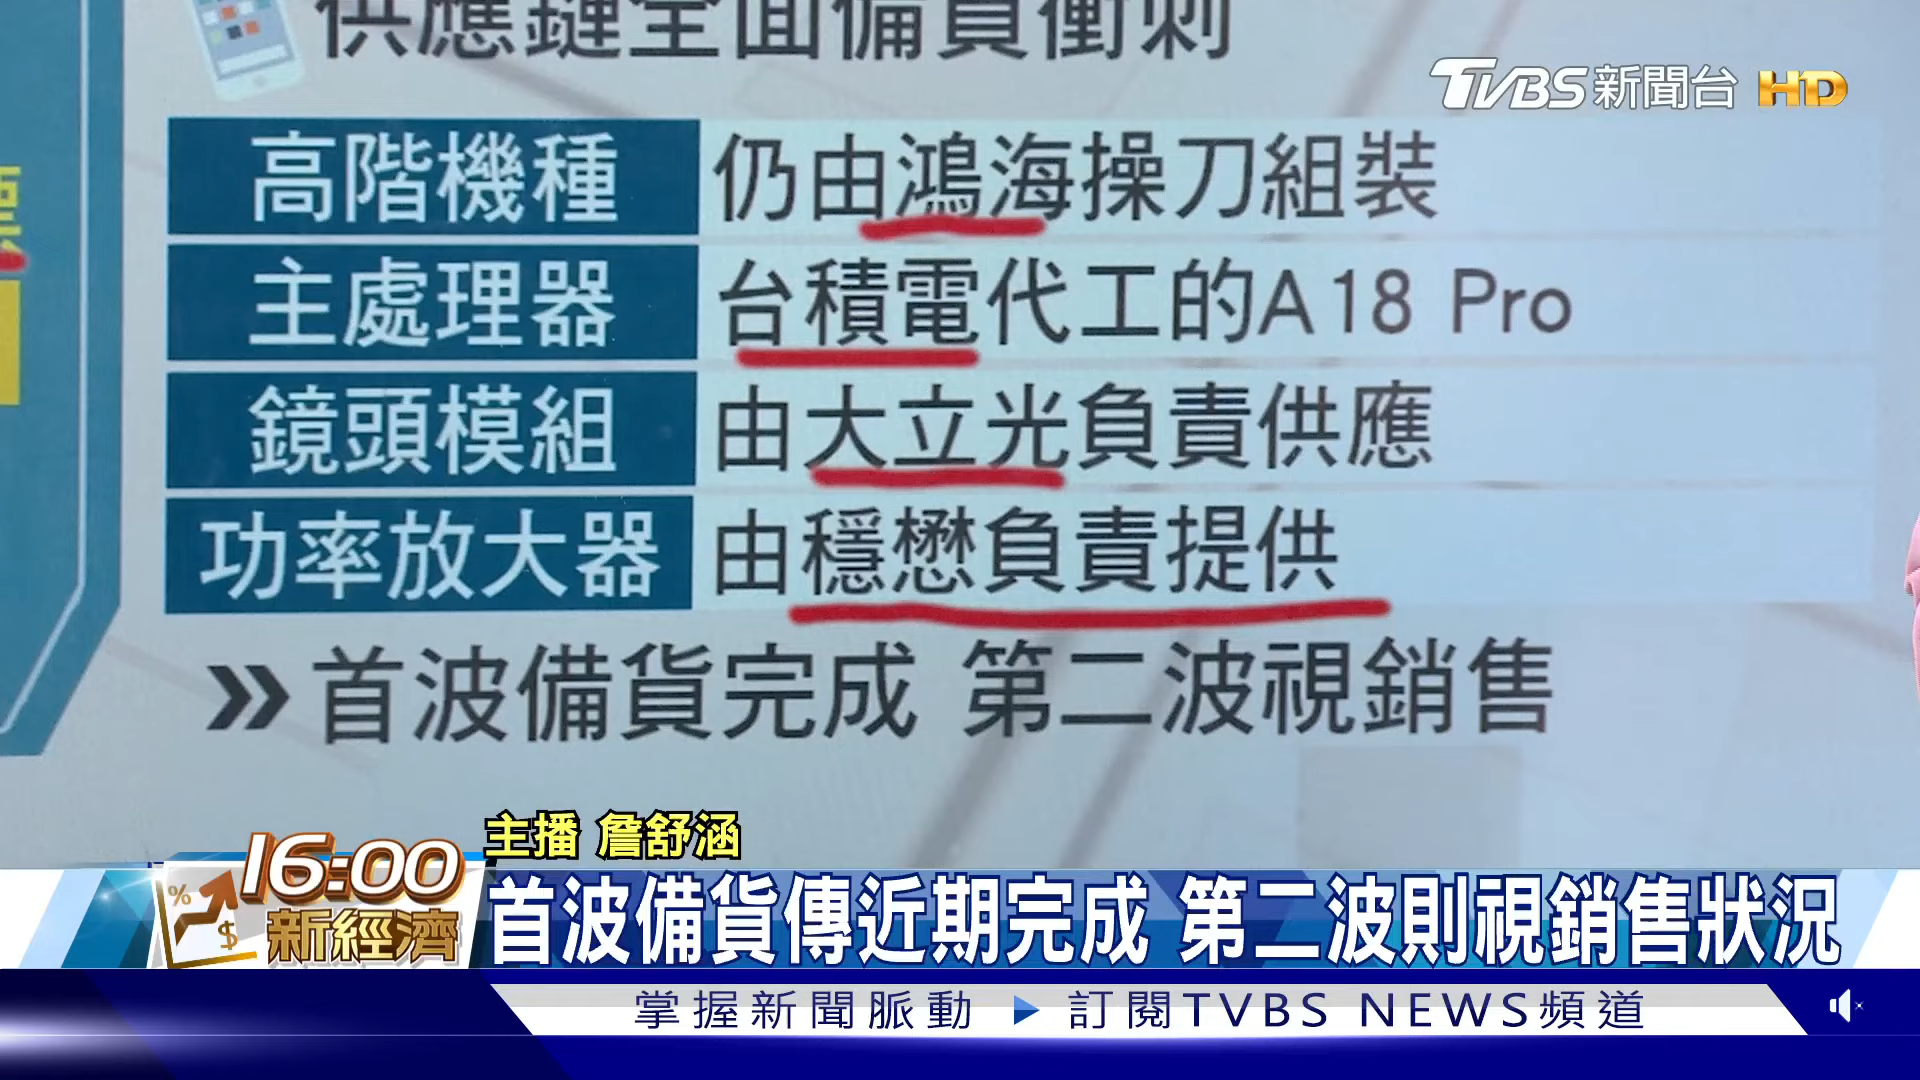 供應鏈全面備貨衝刺
TVBS新聞台 HD
高階機種 仍由鴻海操刀組裝
主處理器 台積電代工的A18 Pro
鏡頭模組 由大立光負責供應
功率放大器 由穩懋負責提供
首波備貨完成 第二波視銷售
主播 詹舒涵
16:00
新經濟
% $
首波備貨傳近期完成 第二波則視銷售狀況
掌握新聞脈動 ▶ 訂閱TVBS NEWS頻道